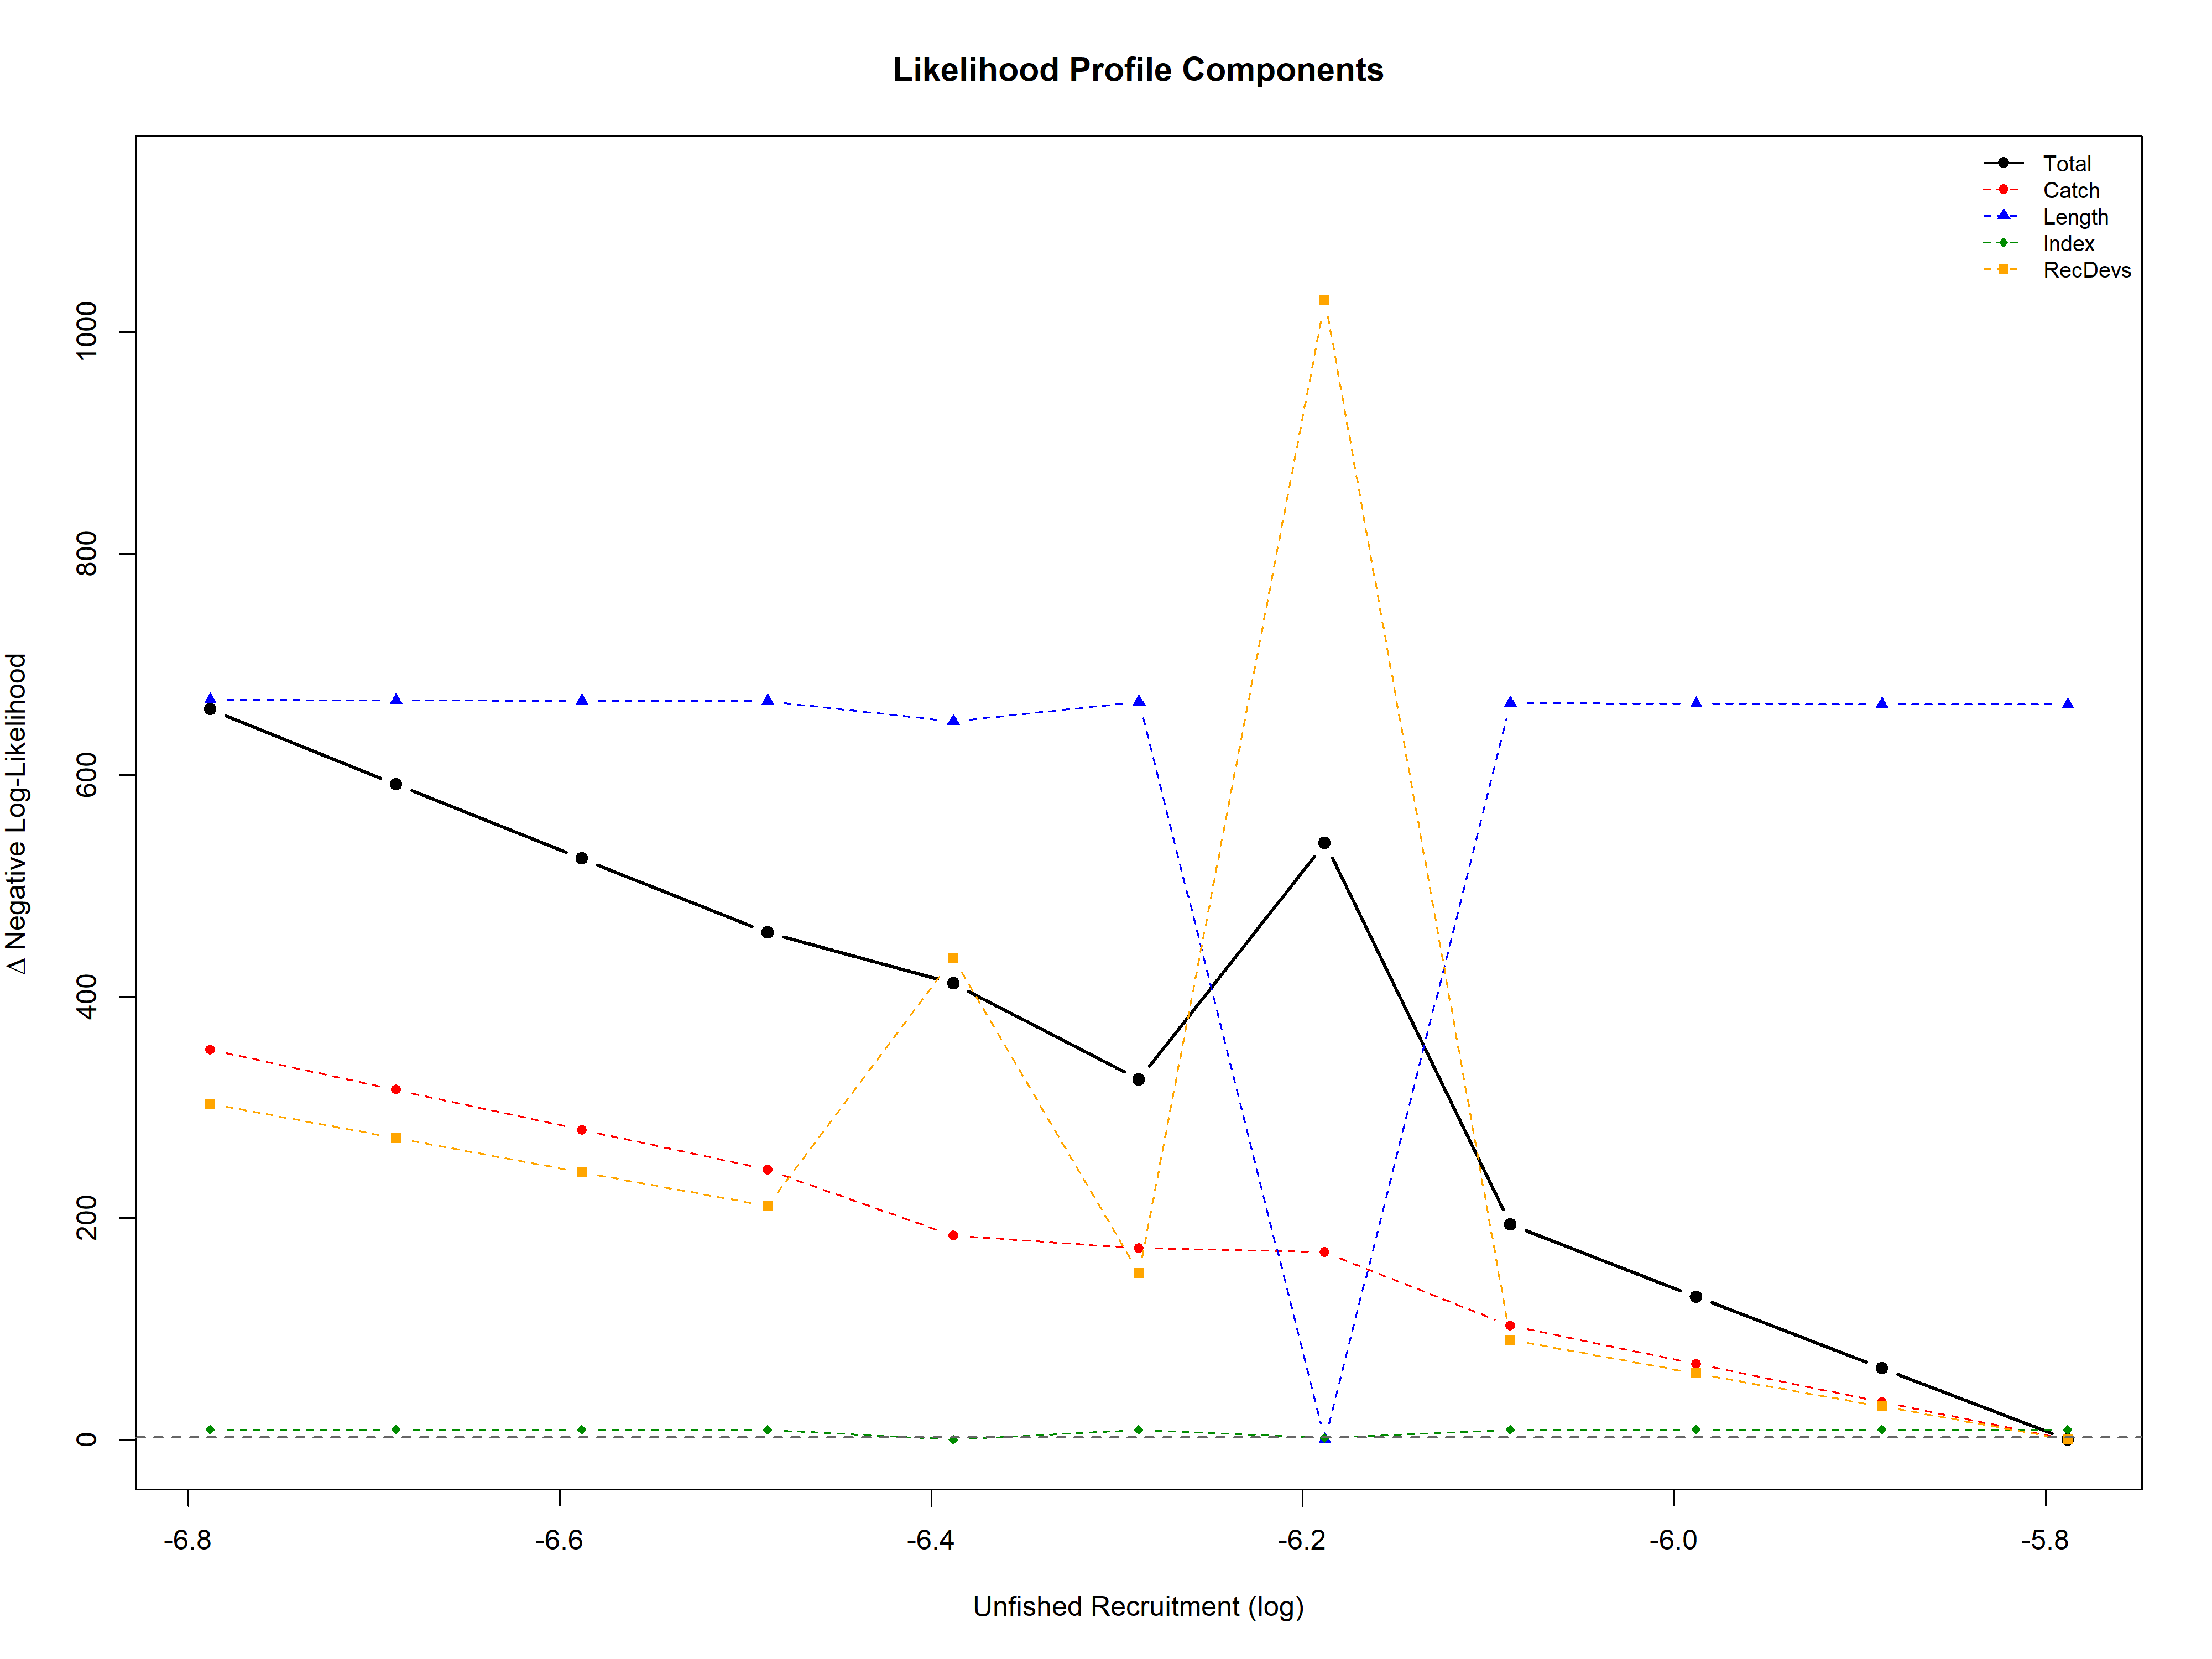 Likelihood Profile Components
Total
Catch
Length
Index
RecDevs
1000
800
600
400
200
0
Δ Negative Log-Likelihood
-6.8 -6.6 -6.4 -6.2 -6.0 -5.8
Unfished Recruitment (log)